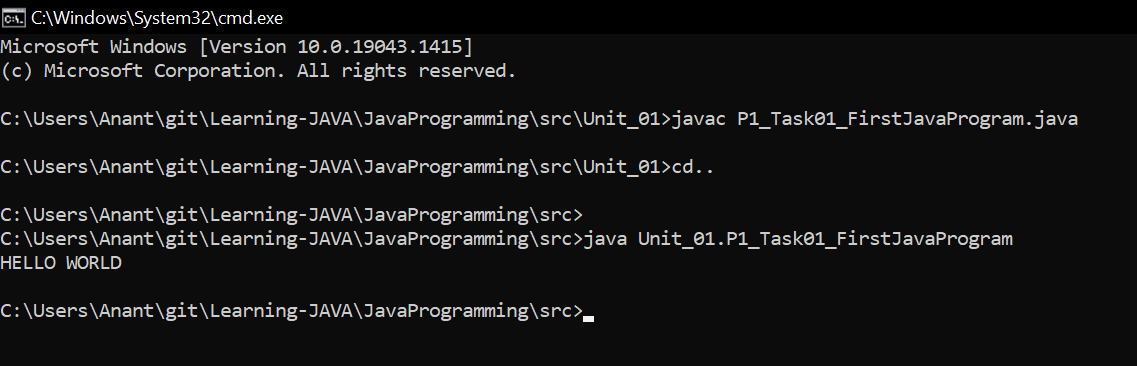 C:\Windows\System32\cmd.exe
Microsoft Windows [Version 10.0.19043.1415]
(c) Microsoft Corporation. All rights reserved.
C:\Users\Anant\git\Learning-JAVA\JavaProgramming\src\Unit_01>javac P1_Task01_FirstJavaProgram.java
C:\Users\Anant\git\Learning-JAVA\JavaProgramming\src\Unit_01>cd..
C:\Users\Anant\git\Learning-JAVA\JavaProgramming\src>
C:\Users\Anant\git\Learning-JAVA\JavaProgramming\src>java Unit_01.P1_Task01_FirstJavaProgram
HELLO WORLD
C:\Users\Anant\git\Learning-JAVA\JavaProgramming\src>